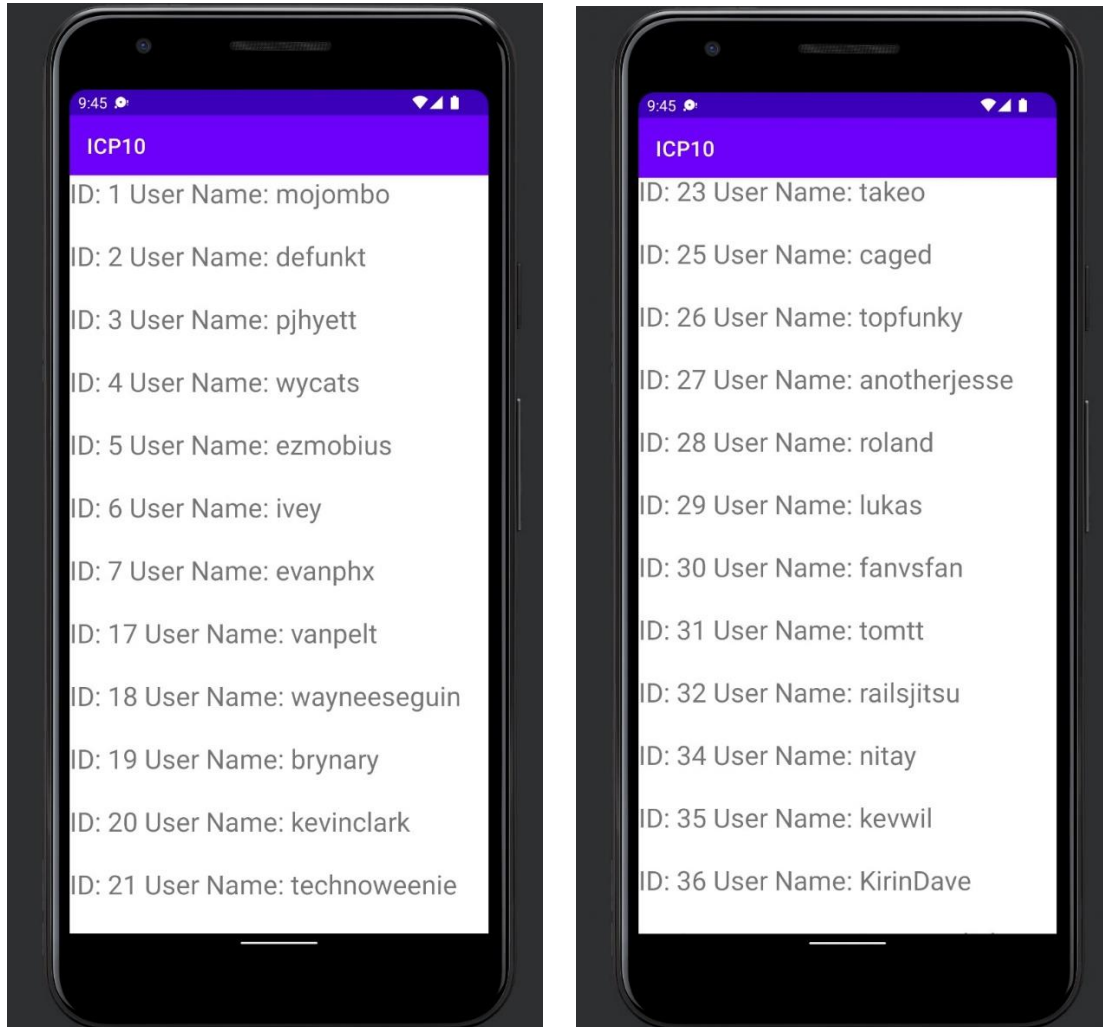 9:45
ICP10
ID: 1 User Name: mojombo
ID: 2 User Name: defunkt
ID: 3 User Name: pjhyett
ID: 4 User Name: wycats
ID: 5 User Name: ezmobius
ID: 6 User Name: ivey
ID: 7 User Name: evanphx
ID: 17 User Name: vanpelt
ID: 18 User Name: wayneeseguin
ID: 19 User Name: brynary
ID: 20 User Name: kevinclark
ID: 21 User Name: technoweenie
9:45
ICP10
ID: 23 User Name: takeo
ID: 25 User Name: caged
ID: 26 User Name: topfunky
ID: 27 User Name: anotherjesse
ID: 28 User Name: roland
ID: 29 User Name: lukas
ID: 30 User Name: fanvsfan
ID: 31 User Name: tomtt
ID: 32 User Name: railsjitsu
ID: 34 User Name: nitay
ID: 35 User Name: kevwil
ID: 36 User Name: KirinDave